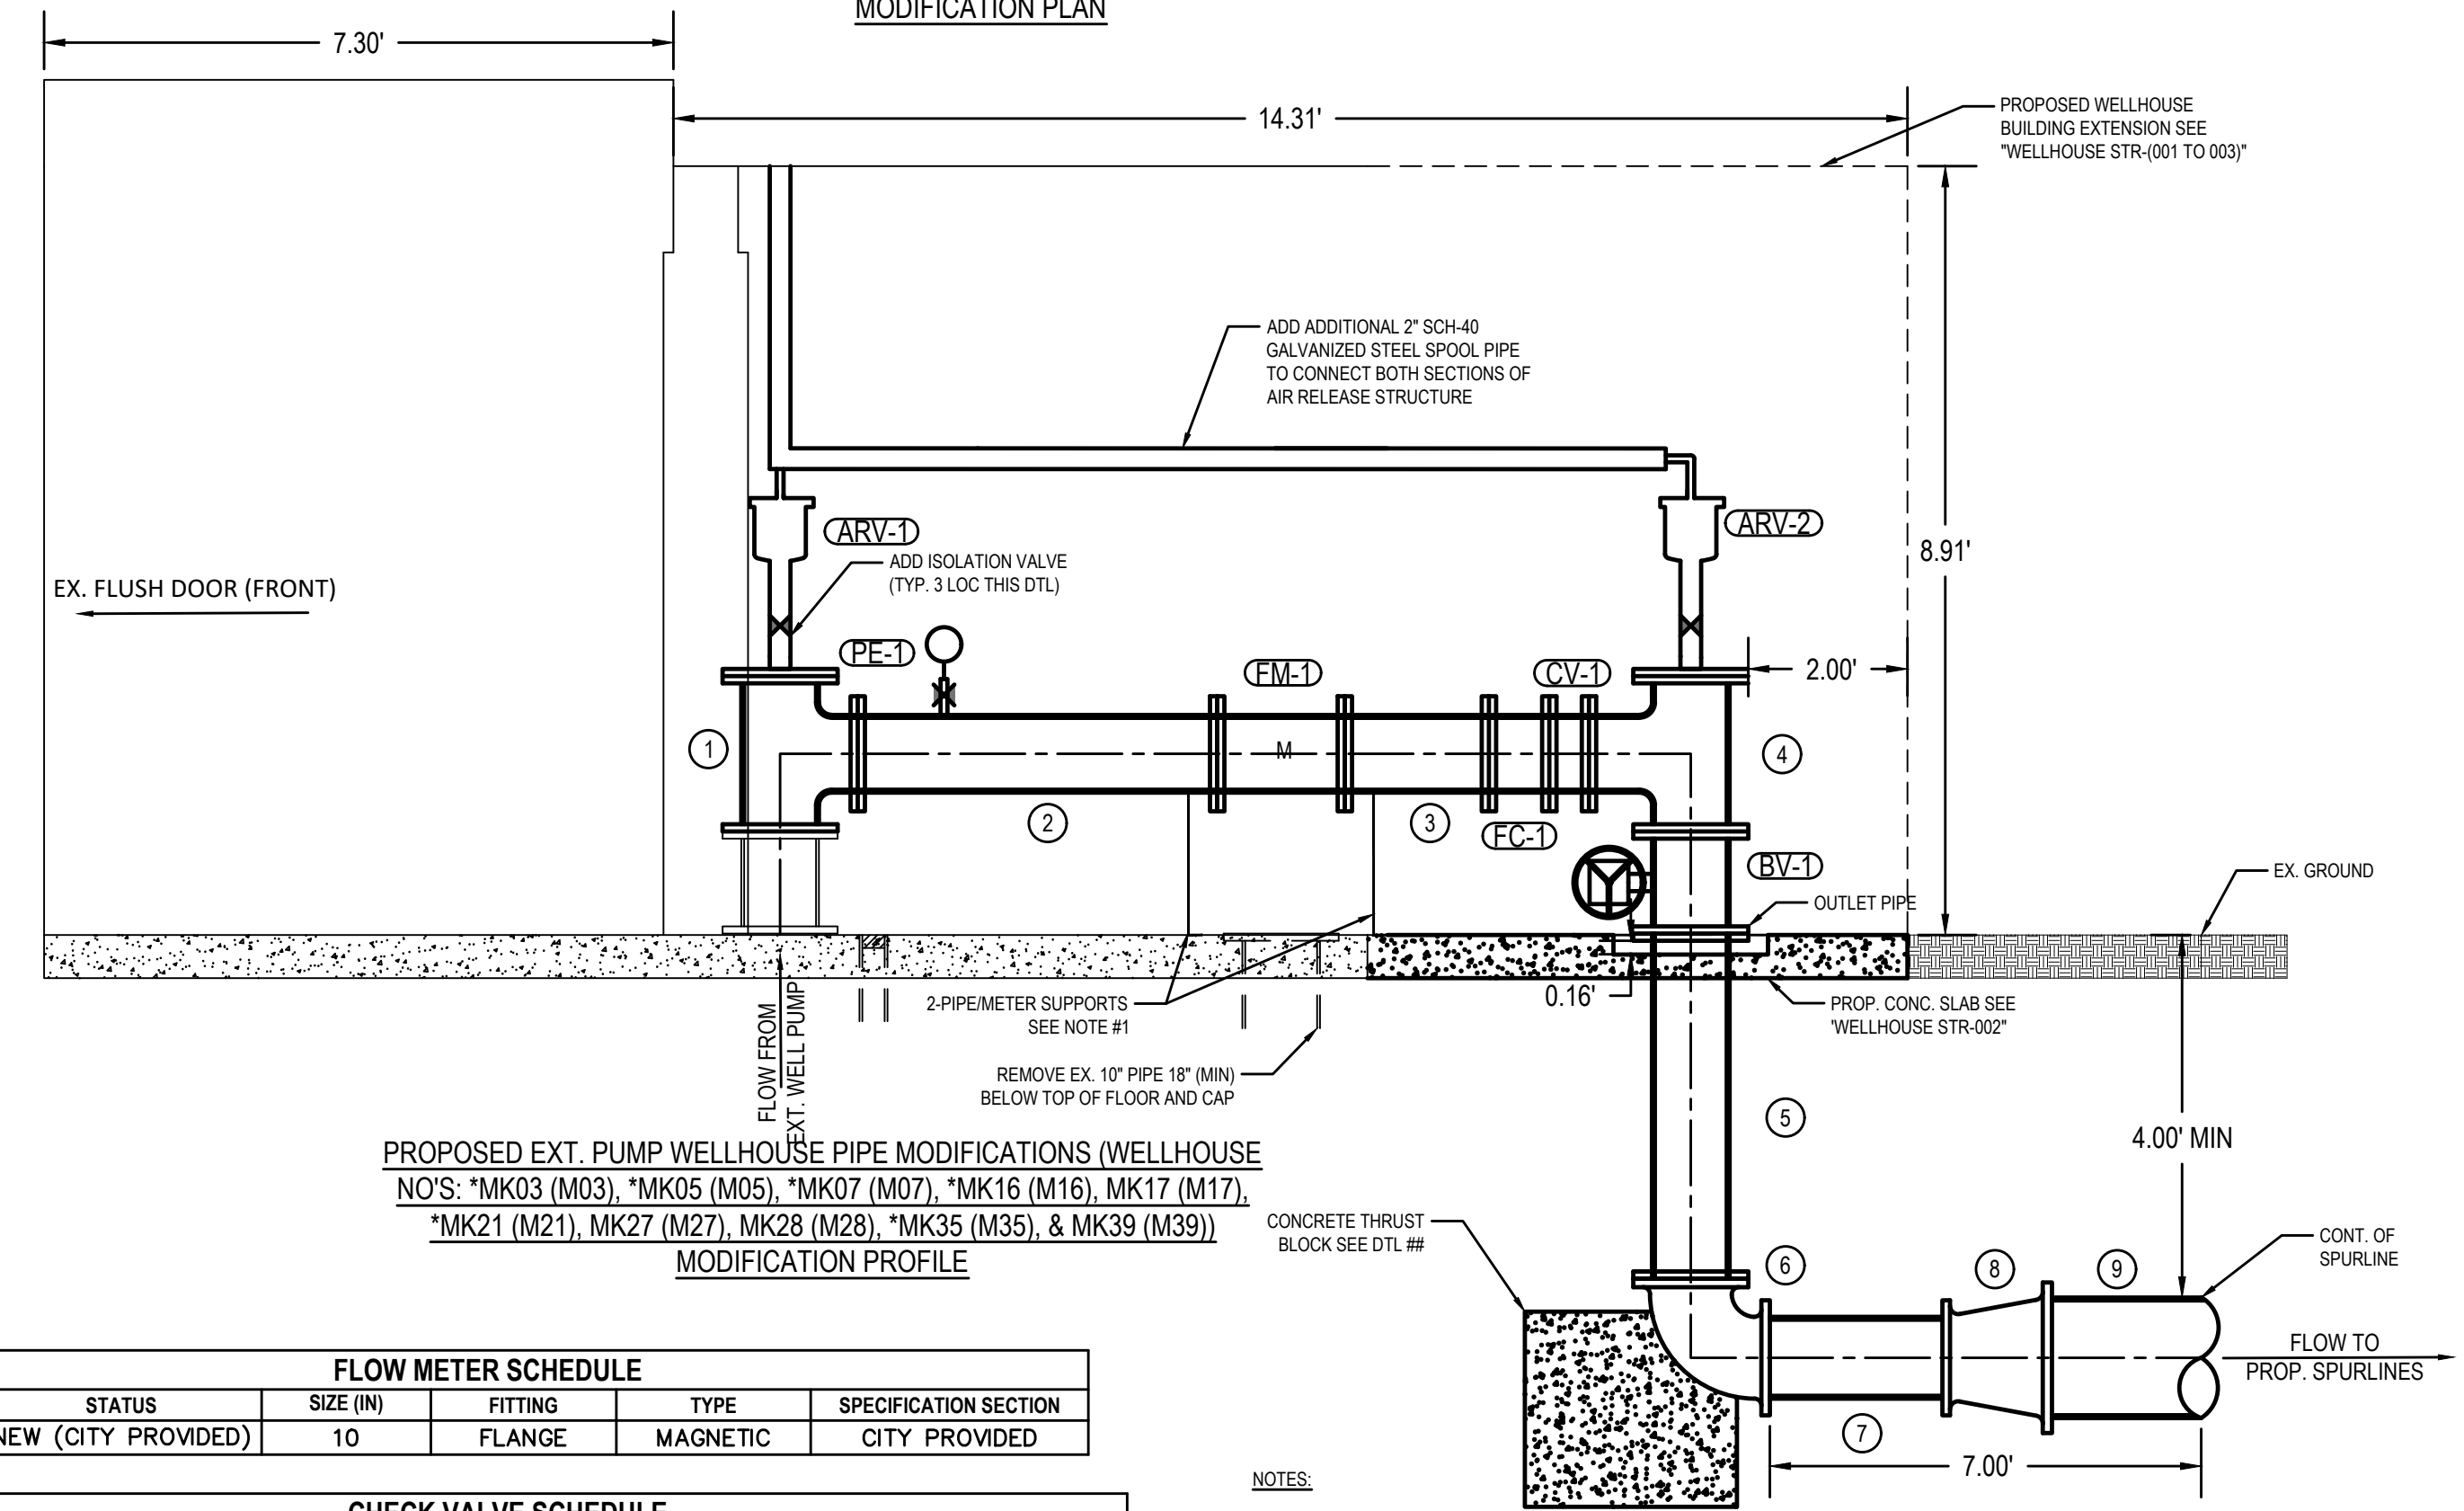 MODIFICATION PLAN
7.30'
14.31'
PROPOSED WELLHOUSE
BUILDING EXTENSION SEE
"WELLHOUSE STR-(001 TO 003)"
ADD ADDITIONAL 2" SCH-40
GALVANIZED STEEL SPOOL PIPE
TO CONNECT BOTH SECTIONS OF
AIR RELEASE STRUCTURE
ARV-1
ARV-2
ADD ISOLATION VALVE
(TYP. 3 LOC THIS DTL)
8.91'
EX. FLUSH DOOR (FRONT)
PE-1
FM-1
CV-1
2.00'
1
M
4
2
3
FC-1
BV-1
OUTLET PIPE
EX. GROUND
2-PIPE/METER SUPPORTS
SEE NOTE #1
0.16'
PROP. CONC. SLAB SEE
'WELLHOUSE STR-002"
FLOW FROM
EXT. WELL PUMP
REMOVE EX. 10" PIPE 18" (MIN)
BELOW TOP OF FLOOR AND CAP
5
4.00' MIN
PROPOSED EXT. PUMP WELLHOUSE PIPE MODIFICATIONS (WELLHOUSE
NO'S: *MK03 (M03), *MK05 (M05), *MK07 (M07), *MK16 (M16), MK17 (M17),
*MK21 (M21), MK27 (M27), MK28 (M28), *MK35 (M35), & MK39 (M39))
MODIFICATION PROFILE
CONCRETE THRUST
BLOCK SEE DTL ##
6
8
9
CONT. OF
SPURLINE
FLOW TO
PROP. SPURLINES
7
7.00'
FLOW METER SCHEDULE
STATUS SIZE (IN) FITTING TYPE SPECIFICATION SECTION
NEW (CITY PROVIDED) 10 FLANGE MAGNETIC CITY PROVIDED
NOTES:
CHECK VALVE SCHEDULE